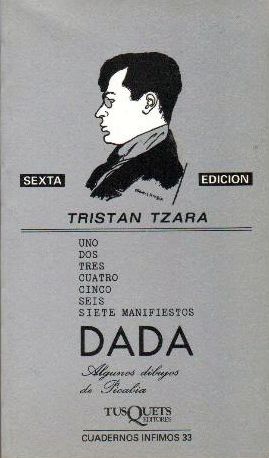 SEXTA EDICION
TRISTAN TZARA
UNO
DOS
TRES
CUATRO
CINCO
SEIS
SIETE MANIFIESTOS
DADA
Algunos dibujos
de Picabia
TUSQUETS
EDITORES
CUADERNOS INFIMOS 33